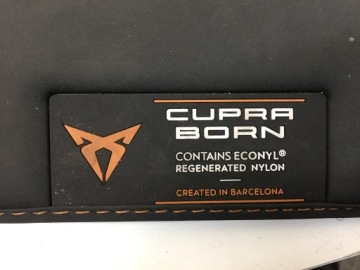 CUPRA
BORN
CONTAINS ECONYL®
REGENERATED NYLON
CREATED IN BARCELONA